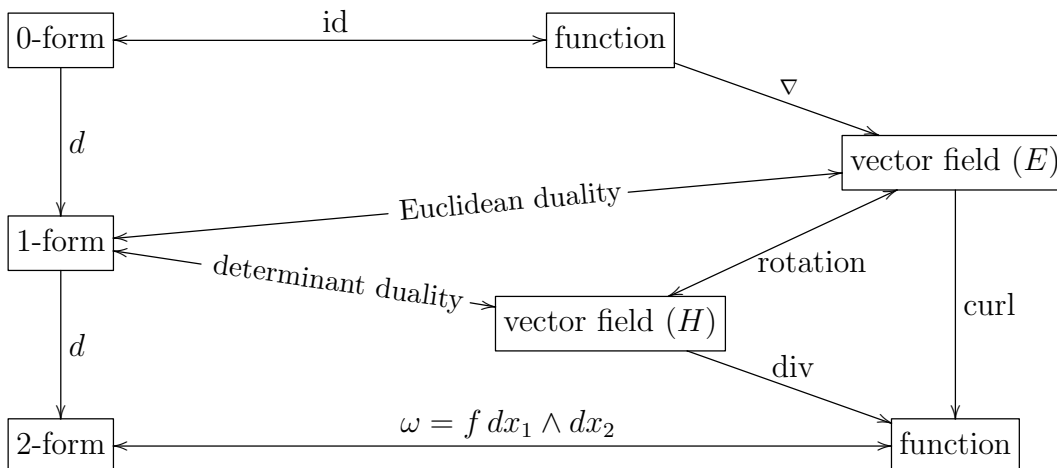 0-form
id
function
∇
d
vector field (E)
Euclidean duality
1-form
determinant duality
rotation
vector field (H)
curl
d
div
ω = f dx₁ ∧ dx₂
2-form
function